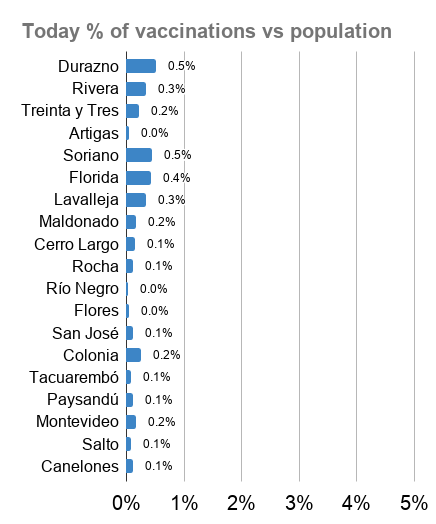 Today % of vaccinations vs population
Durazno 0.5%
Rivera 0.3%
Treinta y Tres 0.2%
Artigas 0.0%
Soriano 0.5%
Florida 0.4%
Lavalleja 0.3%
Maldonado 0.2%
Cerro Largo 0.1%
Rocha 0.1%
Río Negro 0.0%
Flores 0.0%
San José 0.1%
Colonia 0.2%
Tacuarembó 0.1%
Paysandú 0.1%
Montevideo 0.2%
Salto 0.1%
Canelones 0.1%
0% 1% 2% 3% 4% 5%